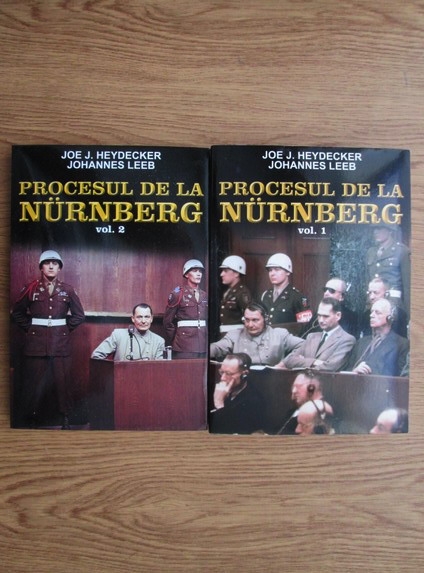 JOE J. HEYDECKER
JOHANNES LEEB
PROCESUL DE LA
NÜRNBERG
vol. 2
JOE J. HEYDECKER
JOHANNES LEEB
PROCESUL DE LA
NÜRNBERG
vol. 1